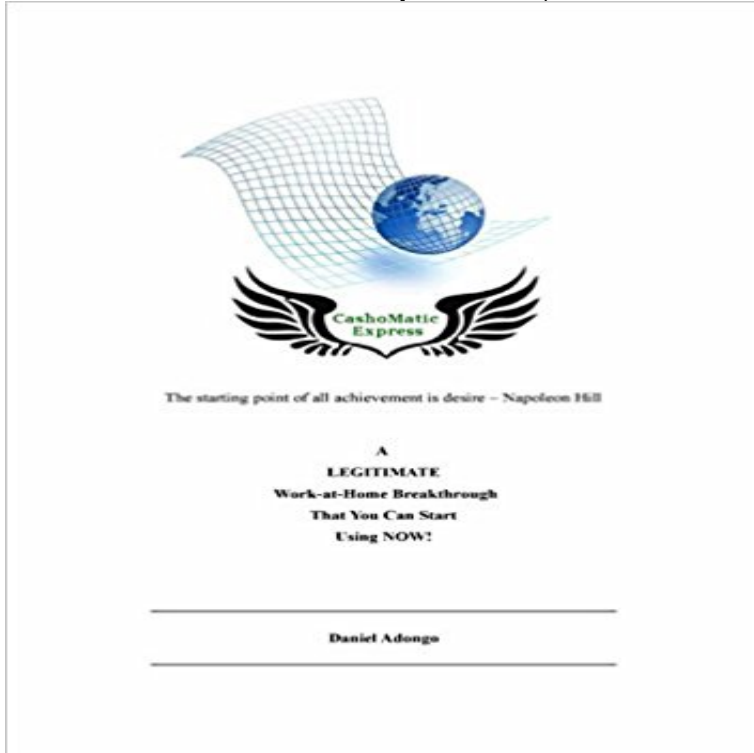 CashoMatic
Express
The starting point of all achievement is desire – Napoleon Hill
A
LEGITIMATE
Work-at-Home Breakthrough
That You Can Start
Using NOW!
Daniel Adongo